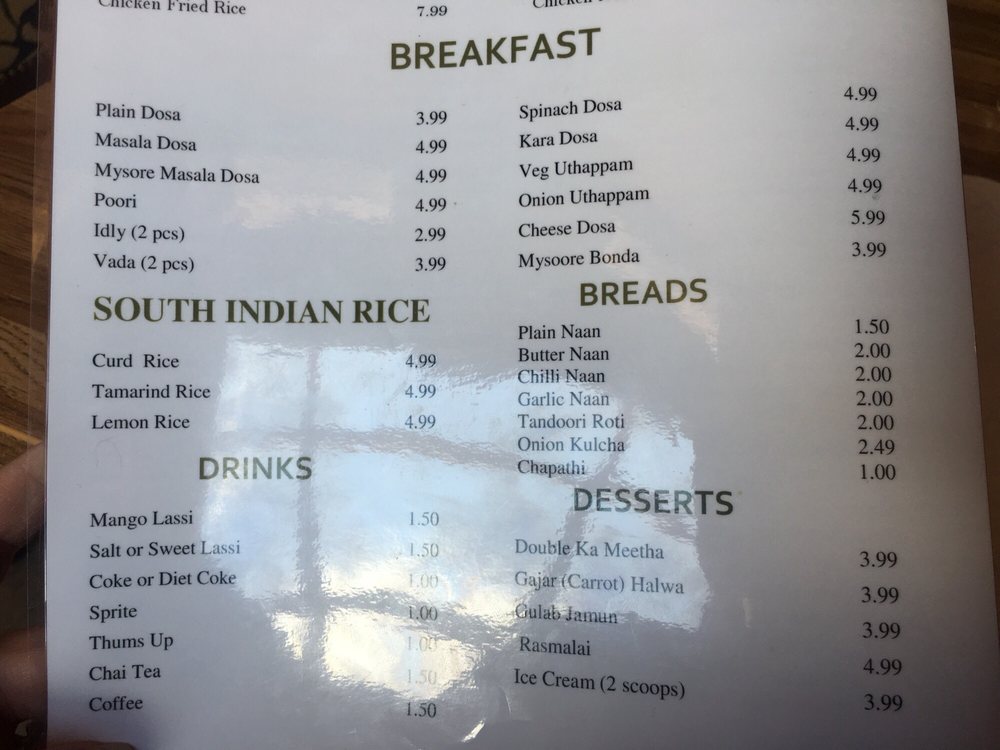 Chicken Fried Rice 7.99
Chicken
BREAKFAST
Plain Dosa 3.99
Masala Dosa 4.99
Mysore Masala Dosa 4.99
Poori 4.99
Idly (2 pcs) 2.99
Vada (2 pcs) 3.99
Spinach Dosa 4.99
Kara Dosa 4.99
Veg Uthappam 4.99
Onion Uthappam 4.99
Cheese Dosa 5.99
Mysoore Bonda 3.99
SOUTH INDIAN RICE
Curd Rice 4.99
Tamarind Rice 4.99
Lemon Rice 4.99
BREADS
Plain Naan 1.50
Butter Naan 2.00
Chilli Naan 2.00
Garlic Naan 2.00
Tandoori Roti 2.00
Onion Kulcha 2.49
Chapathi 1.00
DRINKS
Mango Lassi 1.50
Salt or Sweet Lassi 1.50
Coke or Diet Coke 1.00
Sprite 1.00
Thums Up 1.00
Chai Tea 1.50
Coffee 1.50
DESSERTS
Double Ka Meetha 3.99
Gajar (Carrot) Halwa 3.99
Gulab Jamun 3.99
Rasmalai 4.99
Ice Cream (2 scoops) 3.99